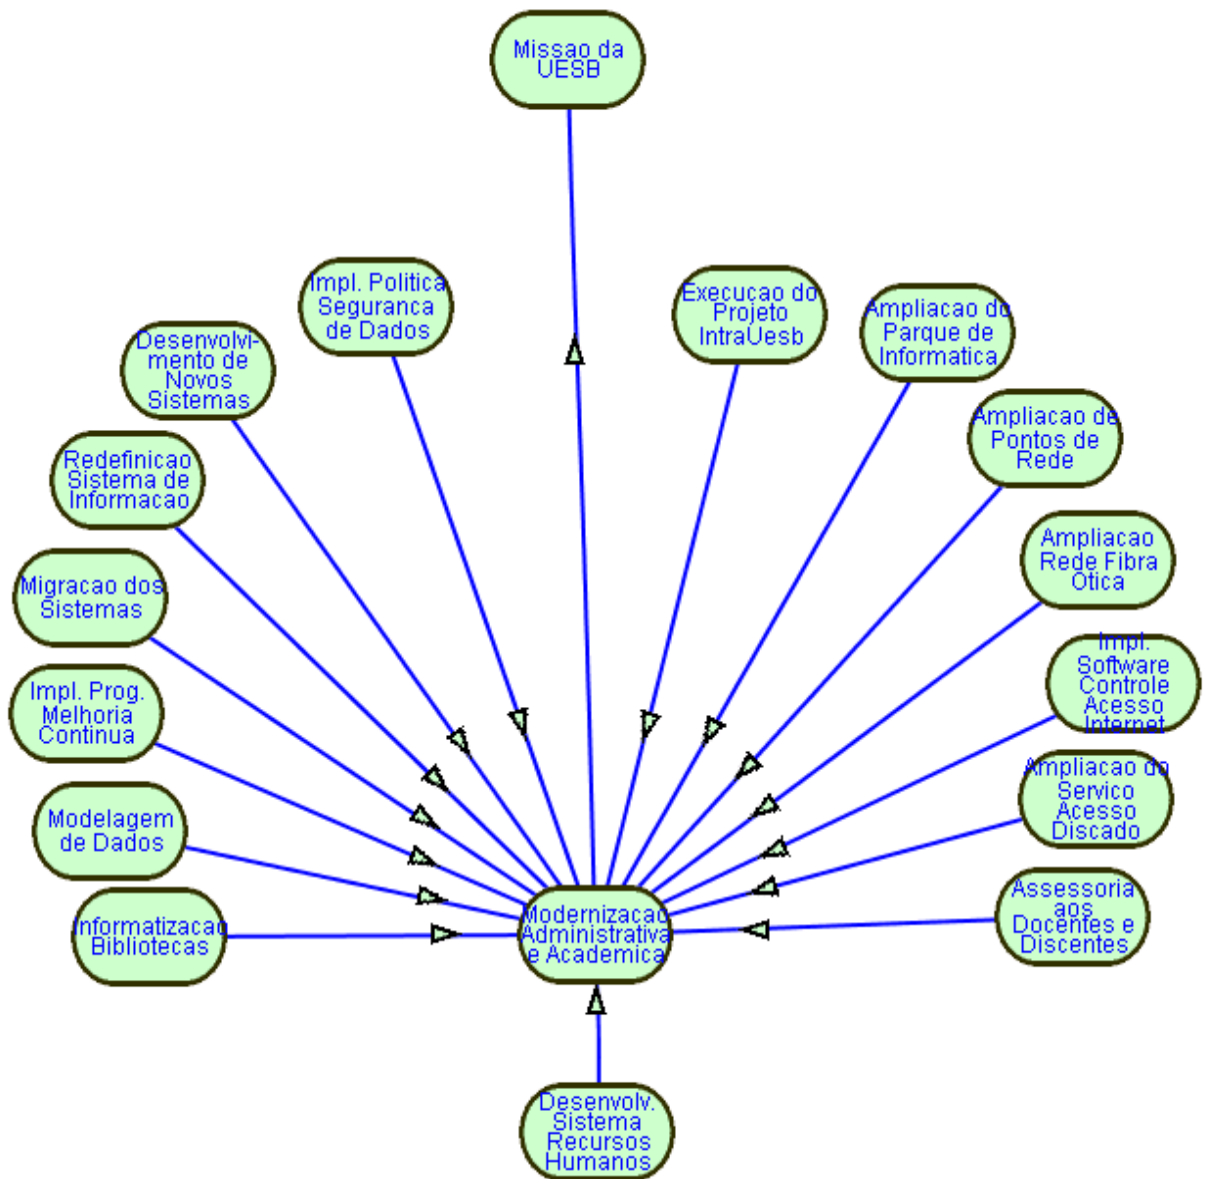 Missao da
UESB
Impl. Politica
Seguranca
de Dados
Execucao do
Projeto
IntraUesb
Ampliacao do
Parque de
Informatica
Desenvolvi-
mento de
Novos
Sistemas
Ampliacao de
Pontos de
Rede
Redefinicao
Sistema de
Informacao
Ampliacao
Rede Fibra
Otica
Migracao dos
Sistemas
Impl.
Software
Controle
Acesso
Internet
Impl. Prog.
Melhoria
Continua
Ampliacao do
Servico
Acesso
Discado
Modelagem
de Dados
Assessoria
aos
Docentes e
Discentes
Informatizacao
Bibliotecas
Modernizacao
Administrativa
e Academica
Desenvolv.
Sistema
Recursos
Humanos